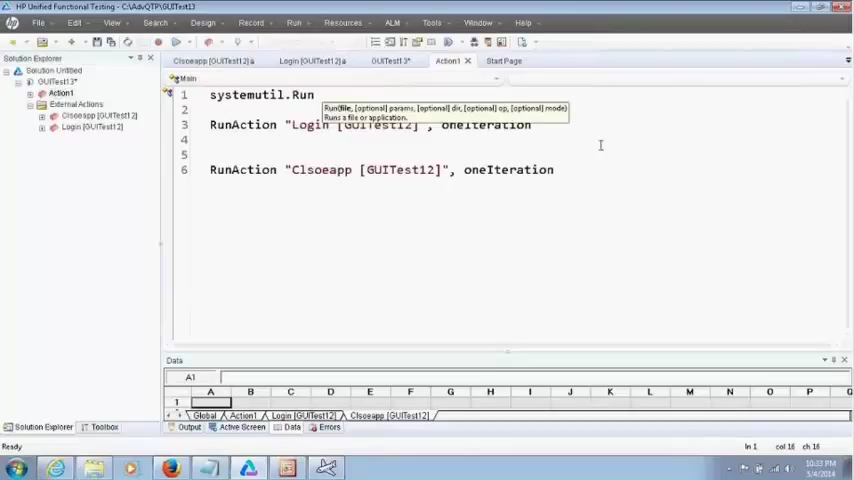 HP Unified Functional Testing - C:\AdvQTP\GUITest13
File Edit View Search Design Run Resources ALM Tools Window Help
Solution Explorer
Solution Untitled
GUITest13*
Action1
External Actions
Clsoeapp [GUITest12]
Login [GUITest12]
Clsoeapp [GUITest12] Login [GUITest12] GUITest13* Action1 Start Page
Main
1 systemutil.Run
Run(file, [optional] params, [optional] dir, [optional] op, [optional] mode)
Runs a file or application.
2
3 RunAction "Login [GUITest12]", oneIteration
4
5
6 RunAction "Clsoeapp [GUITest12]", oneIteration
Data
A1
A B C D E F G H I J K L M N O P Q
1
Global Action1 Login [GUITest12] Clsoeapp [GUITest12]
Solution Explorer Toolbox Output Active Screen Data Errors
Ready ln 1 col 16 ch 16
10:33 PM
5/4/2014